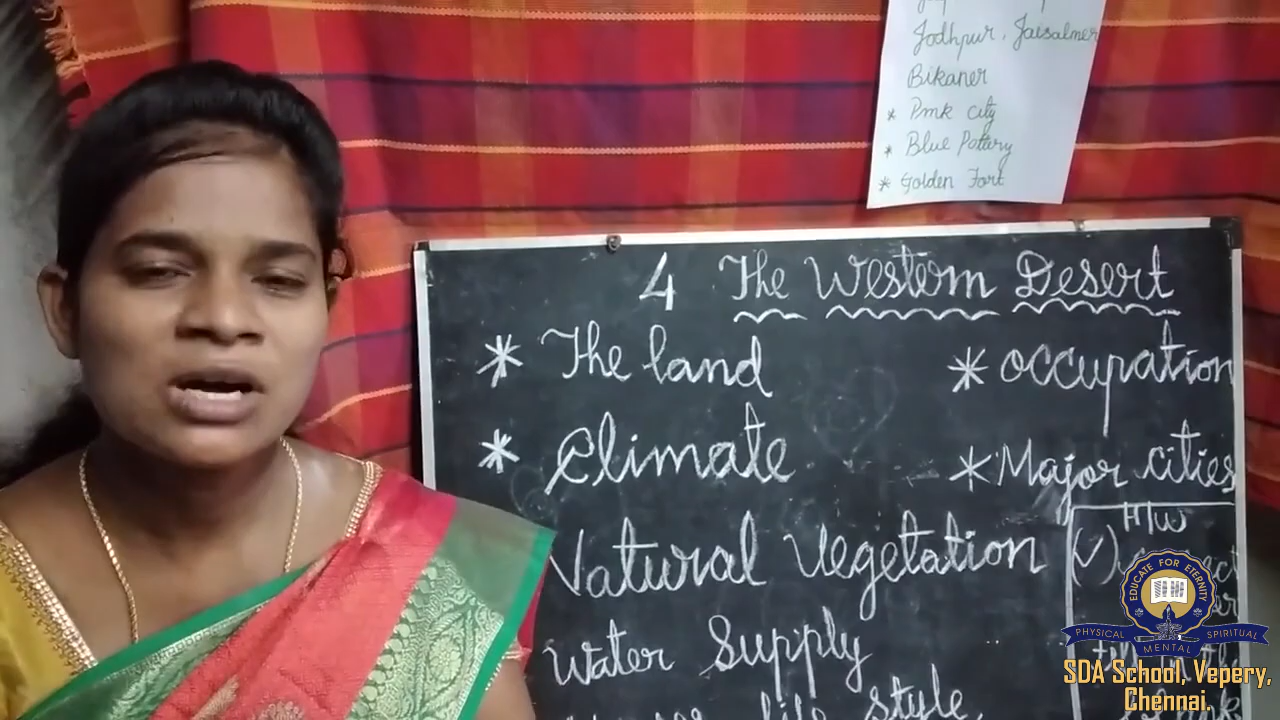 Jodhpur, Jaisalmer
Bikaner
* Pink city
* Blue Patary
* Golden Fort
4 The Western Desert
* The land
* Occupation
* Climate
* Major cities
Natural Vegetation
H/W
(V)
Water Supply
life style
EDUCATE FOR ETERNITY
PHYSICAL MENTAL SPIRITUAL
SDA School, Vepery,
Chennai.